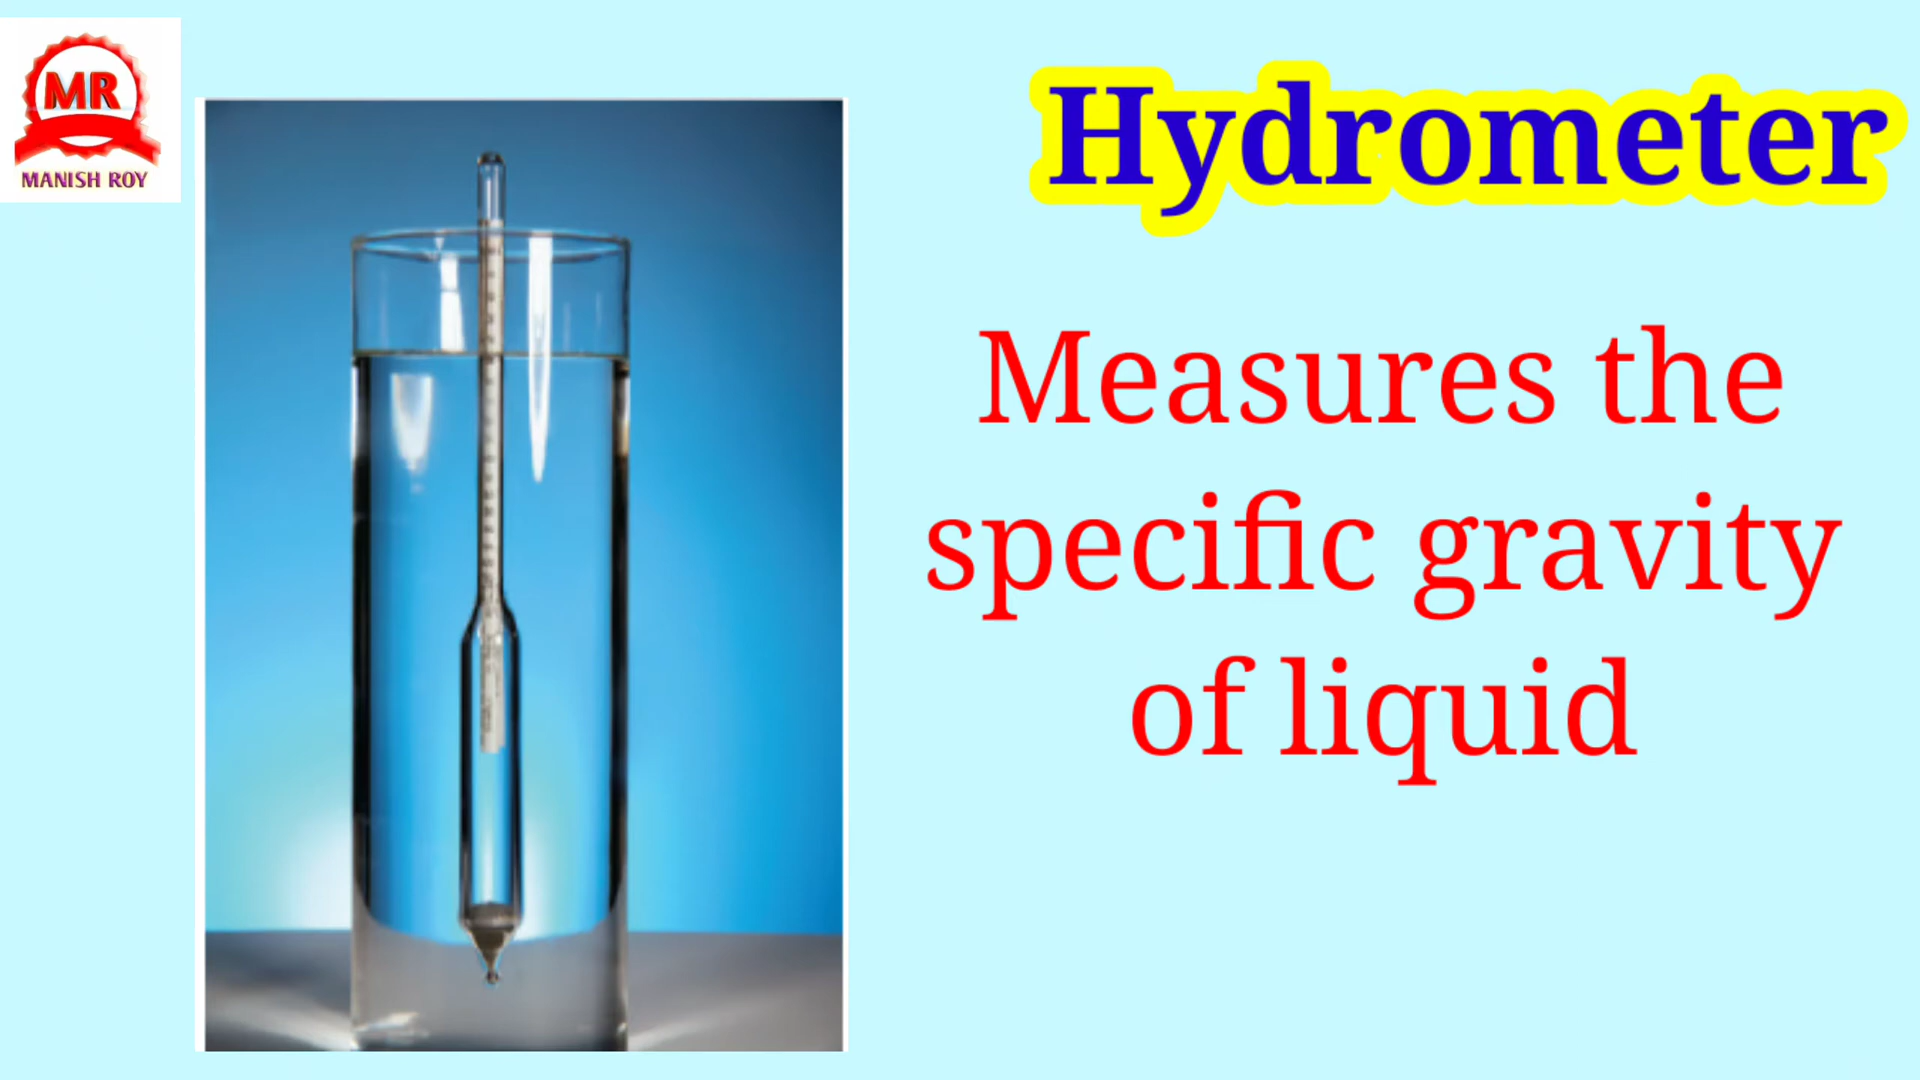 MR
MANISH ROY
Hydrometer
Measures the
specific gravity
of liquid